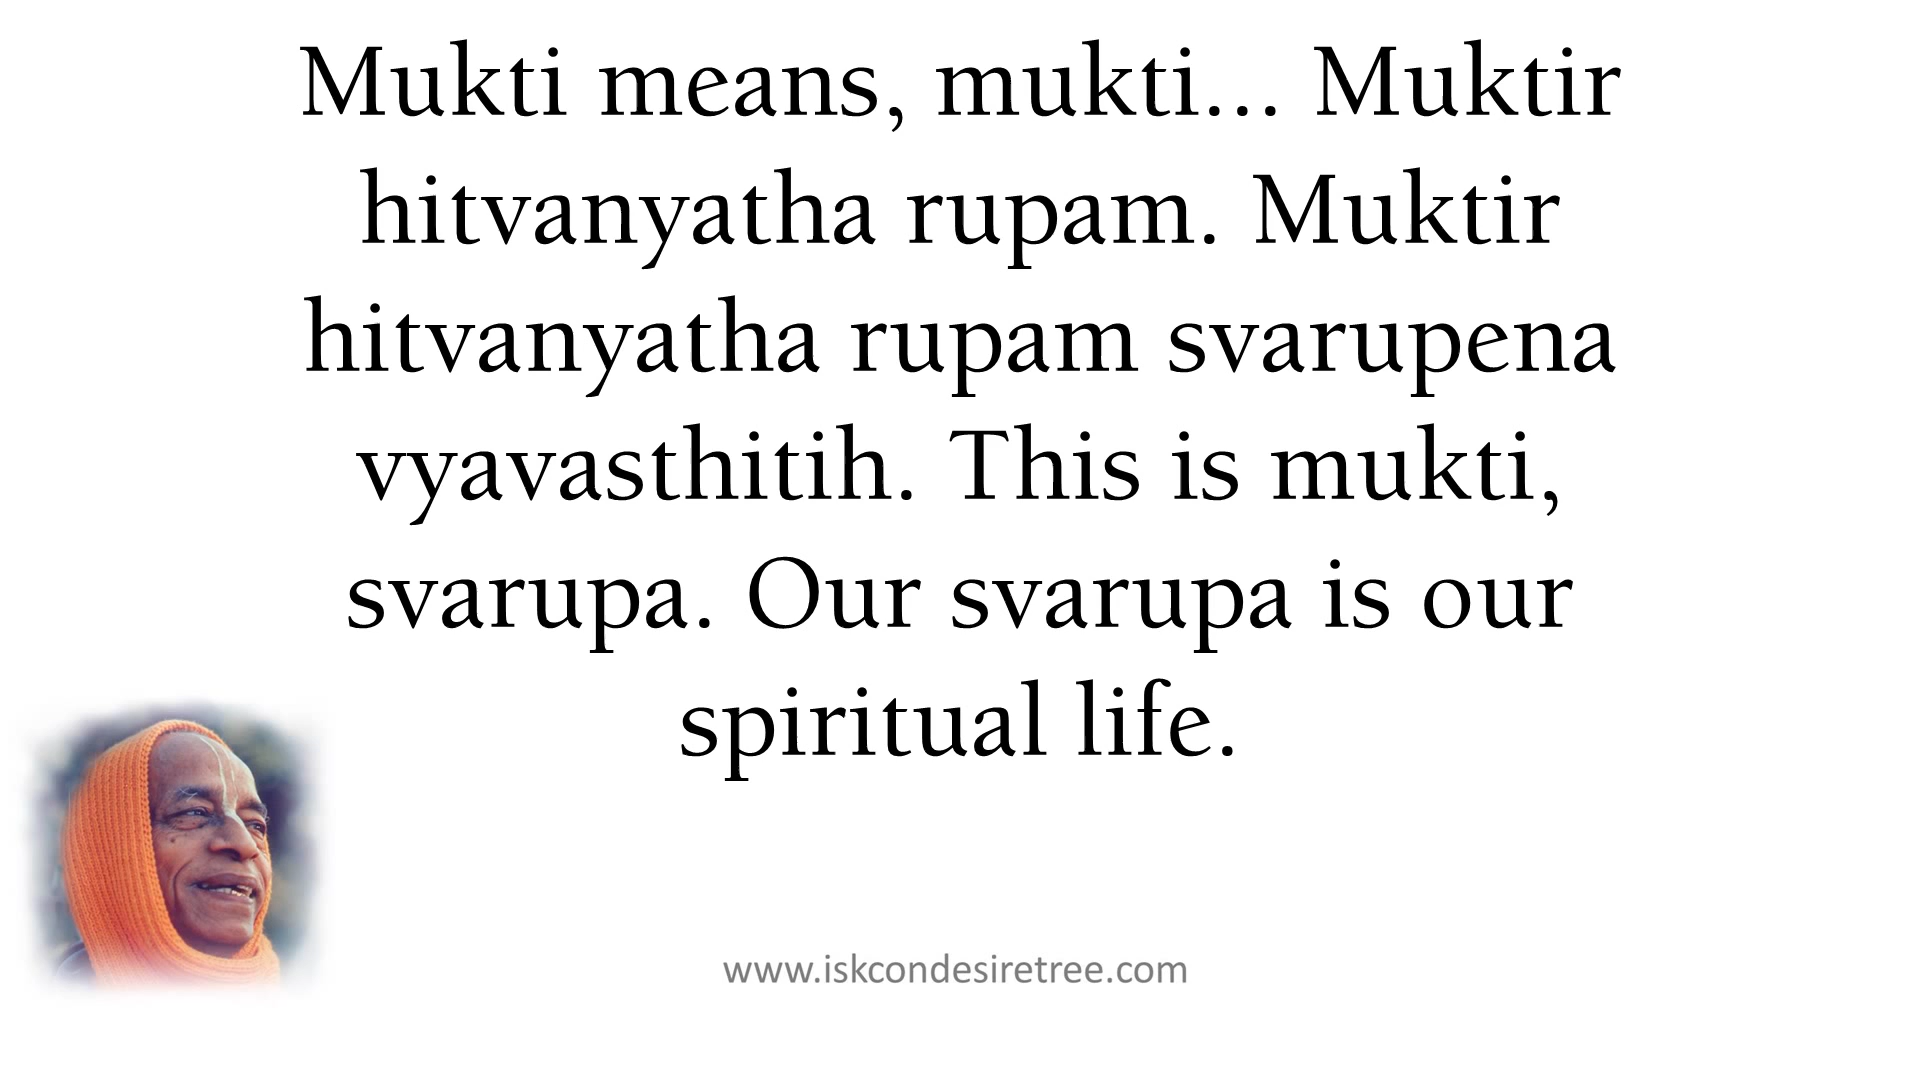 Mukti means, mukti... Muktir
hitvanyatha rupam. Muktir
hitvanyatha rupam svarupena
vyavasthitih. This is mukti,
svarupa. Our svarupa is our
spiritual life.
www.iskcondesiretree.com